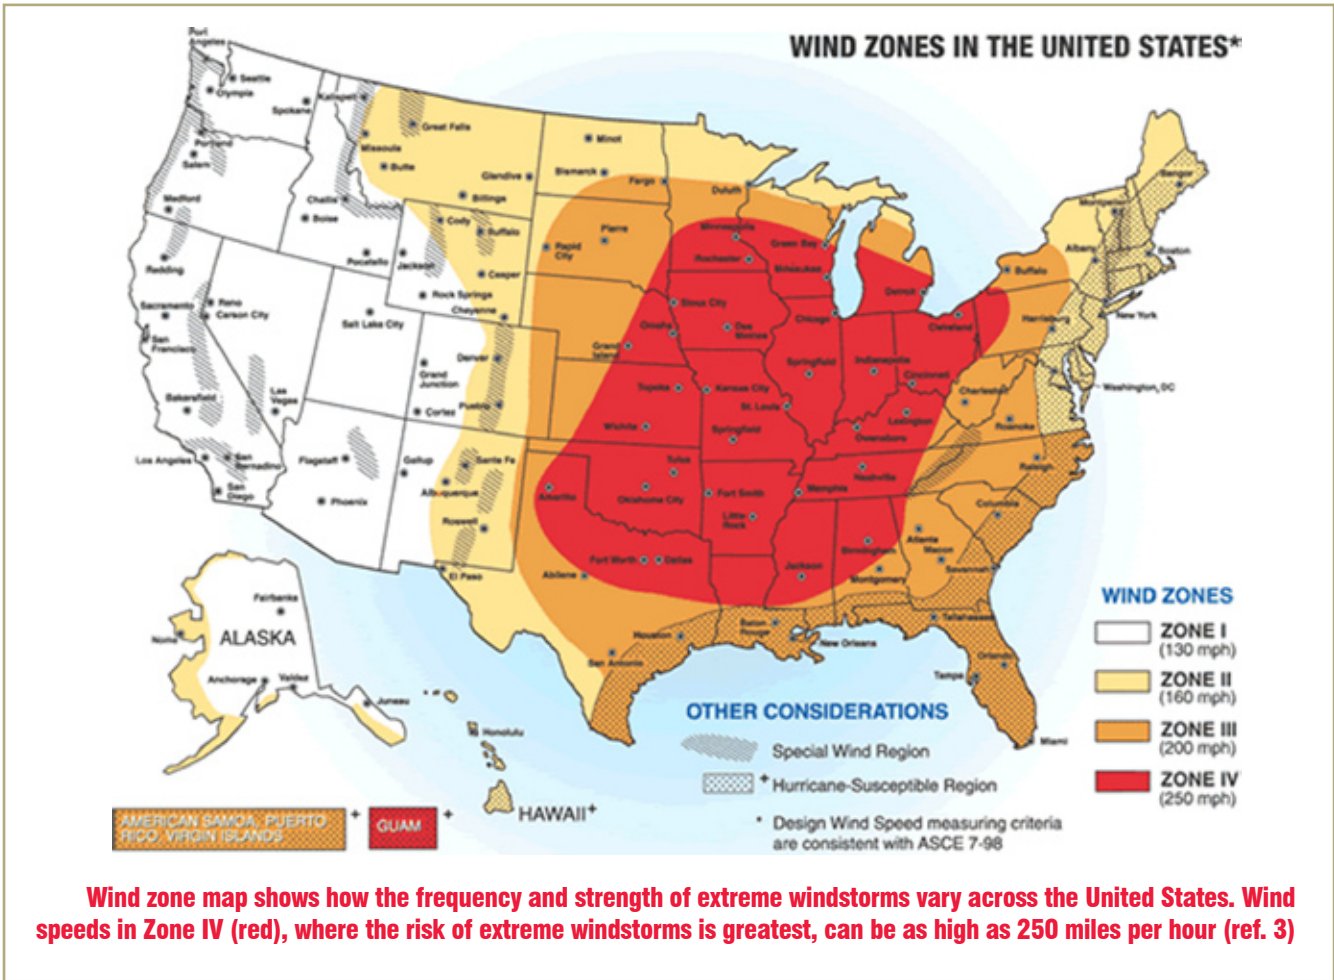 WIND ZONES IN THE UNITED STATES*
Port
Angeles
Seattle
Olympia
Spokane
Kalispell
Great Falls
Minot
Portland
Salem
Missoula
Butte
Glendive
Bismarck
Fargo
Duluth
Bangor
Medford
Challis
Boise
Billings
Montpelier
Cody
Buffalo
Pierre
Rapid
City
Minneapolis
Green Bay
Albany
Boston
Redding
Pocatello
Jackson
Casper
Rochester
Milwaukee
Buffalo
Detroit
Sacramento
Reno
Carson City
Rock Springs
Cheyenne
Sioux City
New York
San
Francisco
Salt Lake City
Omaha
Des
Moines
Chicago
Cleveland
Harrisburg
Denver
Grand
Junction
Grand
Island
Springfield
Indianapolis
Cincinnati
Washington, DC
Bakersfield
Las
Vegas
Cortez
Pueblo
Topeka
Kansas City
St. Louis
Charleston
Lexington
Roanoke
Wichita
Springfield
Owensboro
Los Angeles
San
Bernadino
Flagstaff
Gallup
Santa Fe
Tulsa
Nashville
Raleigh
San
Diego
Phoenix
Albuquerque
Amarillo
Oklahoma City
Fort Smith
Memphis
Columbia
Roswell
Little
Rock
Birmingham
Atlanta
Macon
El Paso
Abilene
Fort Worth
Dallas
Jackson
Montgomery
Savannah
Fairbanks
Nome
ALASKA
Houston
Baton
Rouge
New Orleans
Tallahassee
San Antonio
Orlando
Tampa
Anchorage
Valdez
Juneau
Honolulu
Miami
HAWAII+
WIND ZONES
ZONE I
(130 mph)
ZONE II
(160 mph)
ZONE III
(200 mph)
ZONE IV
(250 mph)
OTHER CONSIDERATIONS
Special Wind Region
+ Hurricane-Susceptible Region
* Design Wind Speed measuring criteria
are consistent with ASCE 7-98
AMERICAN SAMOA, PUERTO
RICO, VIRGIN ISLANDS
+
GUAM
+
Wind zone map shows how the frequency and strength of extreme windstorms vary across the United States. Wind
speeds in Zone IV (red), where the risk of extreme windstorms is greatest, can be as high as 250 miles per hour (ref. 3)